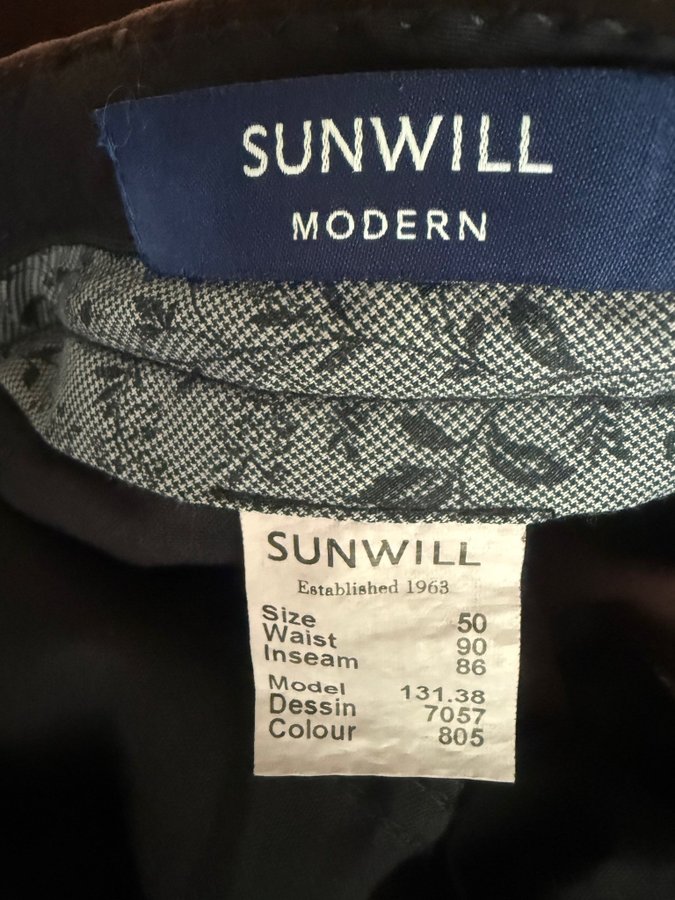 SUNWILL
MODERN
SUNWILL
Established 1963
Size 50
Waist 90
Inseam 86
Model 131.38
Dessin 7057
Colour 805